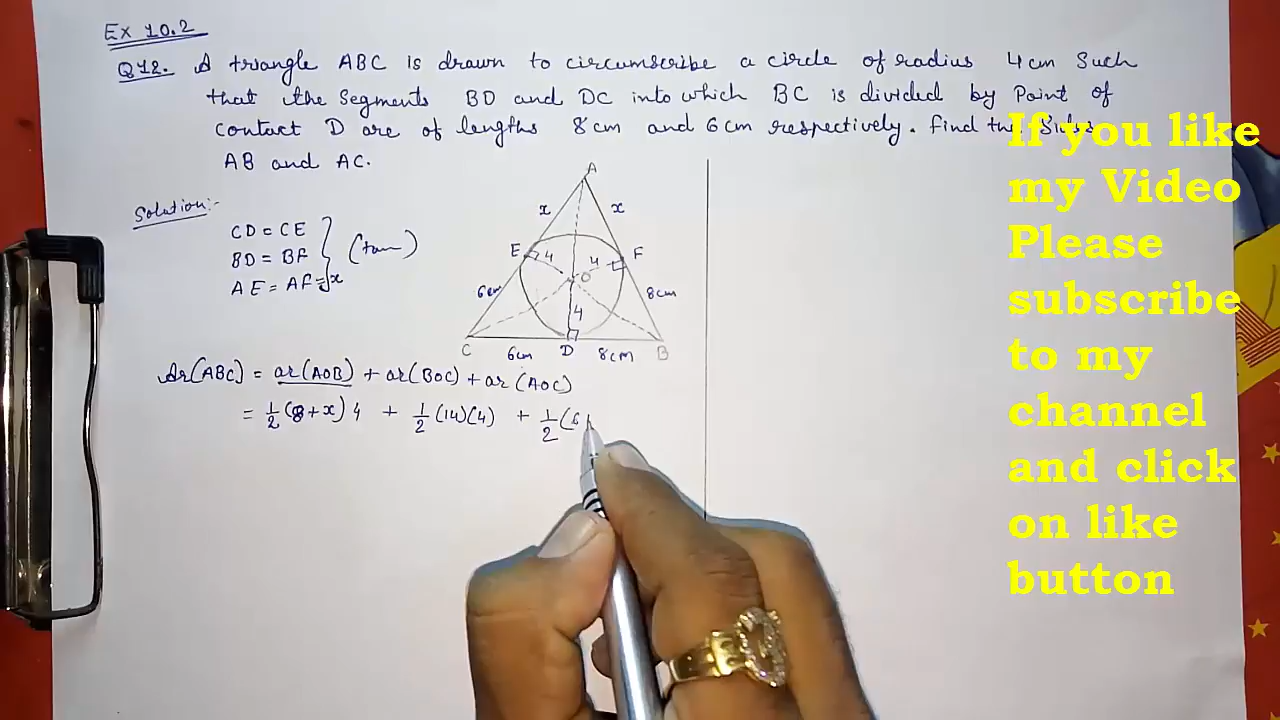 Ex 10.2
Q12. A triangle ABC is drawn to circumscribe a circle of radius 4cm Such
that the Segments BD and DC into which BC is divided by Point of
contact D are of lengths 8cm and 6cm respectively. Find the Sides
AB and AC.
Solution:-
CD = CE
BD = BF
AE = AF = x
(tan)
A
x
x
E
4
4
F
O
6cm
4
8cm
C
6cm
D
8cm
B
Ar(ABC) = ar(AOB) + ar(BOC) + ar(AOC)
= 1/2 (8+x) 4 + 1/2 (14)(4) + 1/2 (6
If you like
my Video
Please
subscribe
to my
channel
and click
on like
button